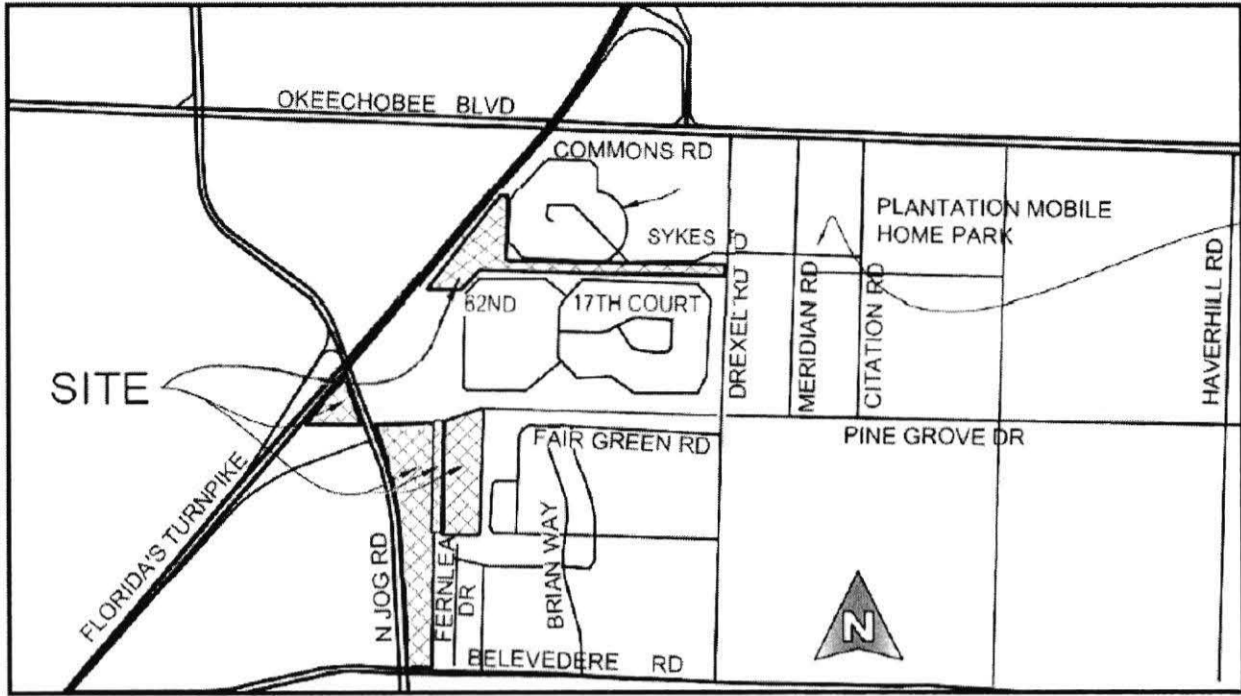 OKEECHOBEE BLVD
COMMONS RD
PLANTATION MOBILE
HOME PARK
SYKES
62ND
17TH COURT
DREXEL RD
MERIDIAN RD
CITATION RD
HAVERHILL RD
SITE
FLORIDA'S TURNPIKE
FAIR GREEN RD
PINE GROVE DR
N JOG RD
FERNLEA
DR
BRIAN WAY
N
BELEVEDERE RD